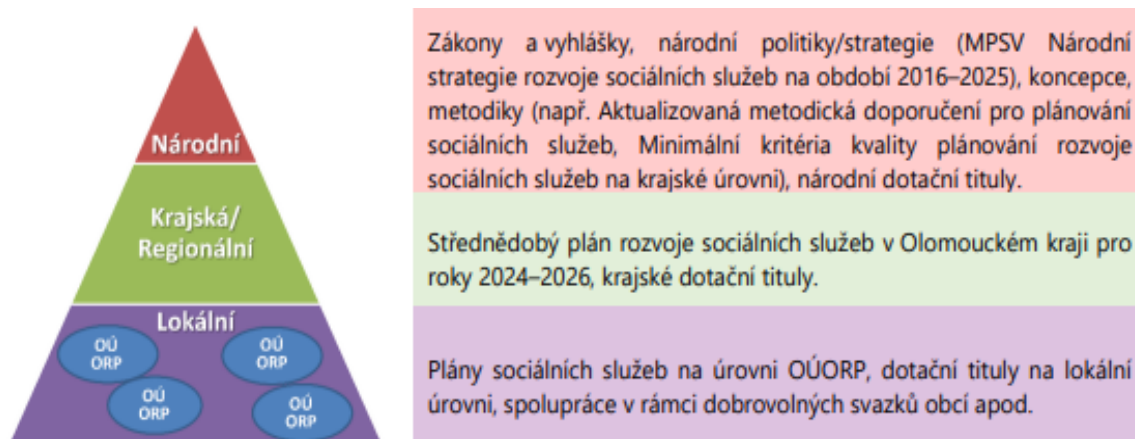 Národní
Krajská/
Regionální
Lokální
OÚ
ORP
OÚ
ORP
OÚ
ORP
OÚ
ORP
Zákony a vyhlášky, národní politiky/strategie (MPSV Národní
strategie rozvoje sociálních služeb na období 2016–2025), koncepce,
metodiky (např. Aktualizovaná metodická doporučení pro plánování
sociálních služeb, Minimální kritéria kvality plánování rozvoje
sociálních služeb na krajské úrovni), národní dotační tituly.
Střednědobý plán rozvoje sociálních služeb v Olomouckém kraji pro
roky 2024–2026, krajské dotační tituly.
Plány sociálních služeb na úrovni OÚORP, dotační tituly na lokální
úrovni, spolupráce v rámci dobrovolných svazků obcí apod.